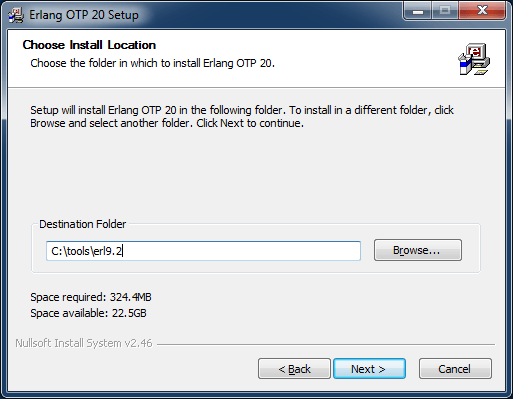 Erlang OTP 20 Setup
Choose Install Location
Choose the folder in which to install Erlang OTP 20.
Setup will install Erlang OTP 20 in the following folder. To install in a different folder, click
Browse and select another folder. Click Next to continue.
Destination Folder
C:\tools\erl9.2
Browse...
Space required: 324.4MB
Space available: 22.5GB
Nullsoft Install System v2.46
< Back
Next >
Cancel